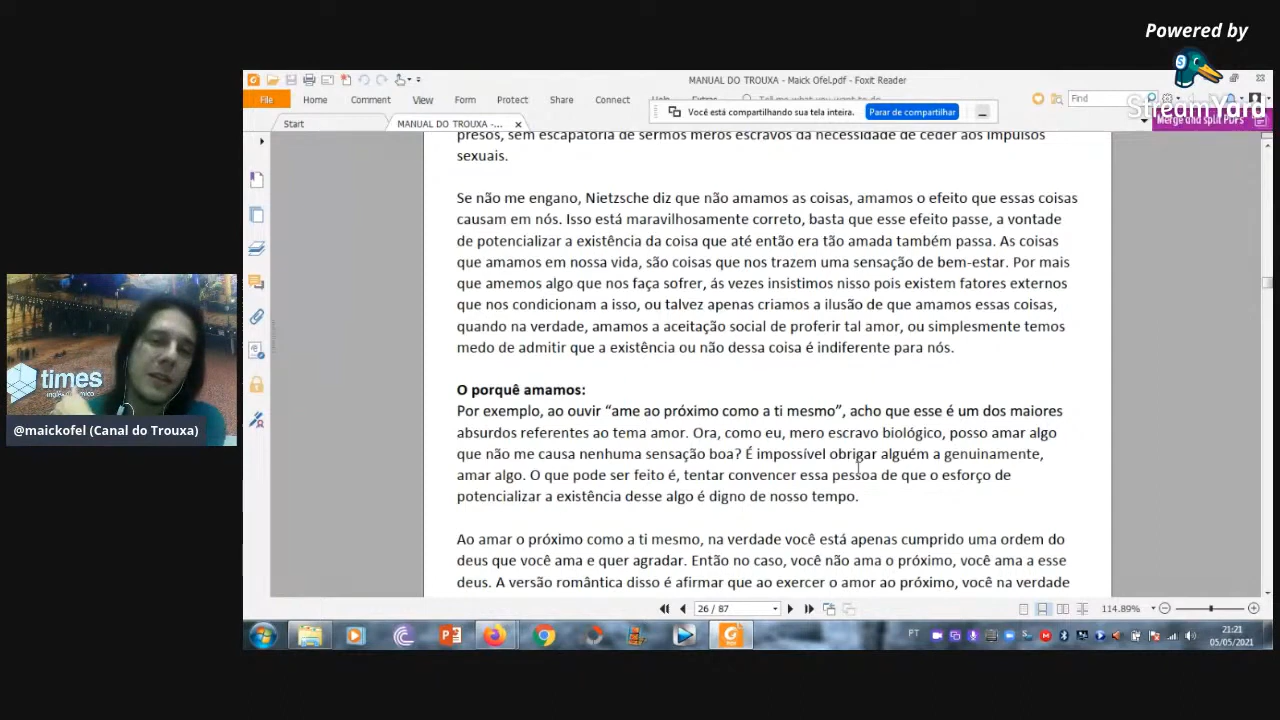 Powered by
StreamYard
MANUAL DO TROUXA - Maick Ofel.pdf - Foxit Reader
File Home Comment View Form Protect Share Connect
Find
Você está compartilhando sua tela inteira. Parar de compartilhar
Start MANUAL DO TROUXA -...
Merge and Split PDFs
presos, sem escapatória de sermos meros escravos da necessidade de ceder aos impulsos
sexuais.
Se não me engano, Nietzsche diz que não amamos as coisas, amamos o efeito que essas coisas
causam em nós. Isso está maravilhosamente correto, basta que esse efeito passe, a vontade
de potencializar a existência da coisa que até então era tão amada também passa. As coisas
que amamos em nossa vida, são coisas que nos trazem uma sensação de bem-estar. Por mais
que amemos algo que nos faça sofrer, ás vezes insistimos nisso pois existem fatores externos
que nos condicionam a isso, ou talvez apenas criamos a ilusão de que amamos essas coisas,
quando na verdade, amamos a aceitação social de proferir tal amor, ou simplesmente temos
medo de admitir que a existência ou não dessa coisa é indiferente para nós.
O porquê amamos:
Por exemplo, ao ouvir “ame ao próximo como a ti mesmo”, acho que esse é um dos maiores
absurdos referentes ao tema amor. Ora, como eu, mero escravo biológico, posso amar algo
que não me causa nenhuma sensação boa? É impossível obrigar alguém a genuinamente,
amar algo. O que pode ser feito é, tentar convencer essa pessoa de que o esforço de
potencializar a existência desse algo é digno de nosso tempo.
Ao amar o próximo como a ti mesmo, na verdade você está apenas cumprido uma ordem do
deus que você ama e quer agradar. Então no caso, você não ama o próximo, você ama a esse
deus. A versão romântica disso é afirmar que ao exercer o amor ao próximo, você na verdade
times
@maickofel (Canal do Trouxa)
26 / 87
114.89%
PT
21:21
05/05/2021